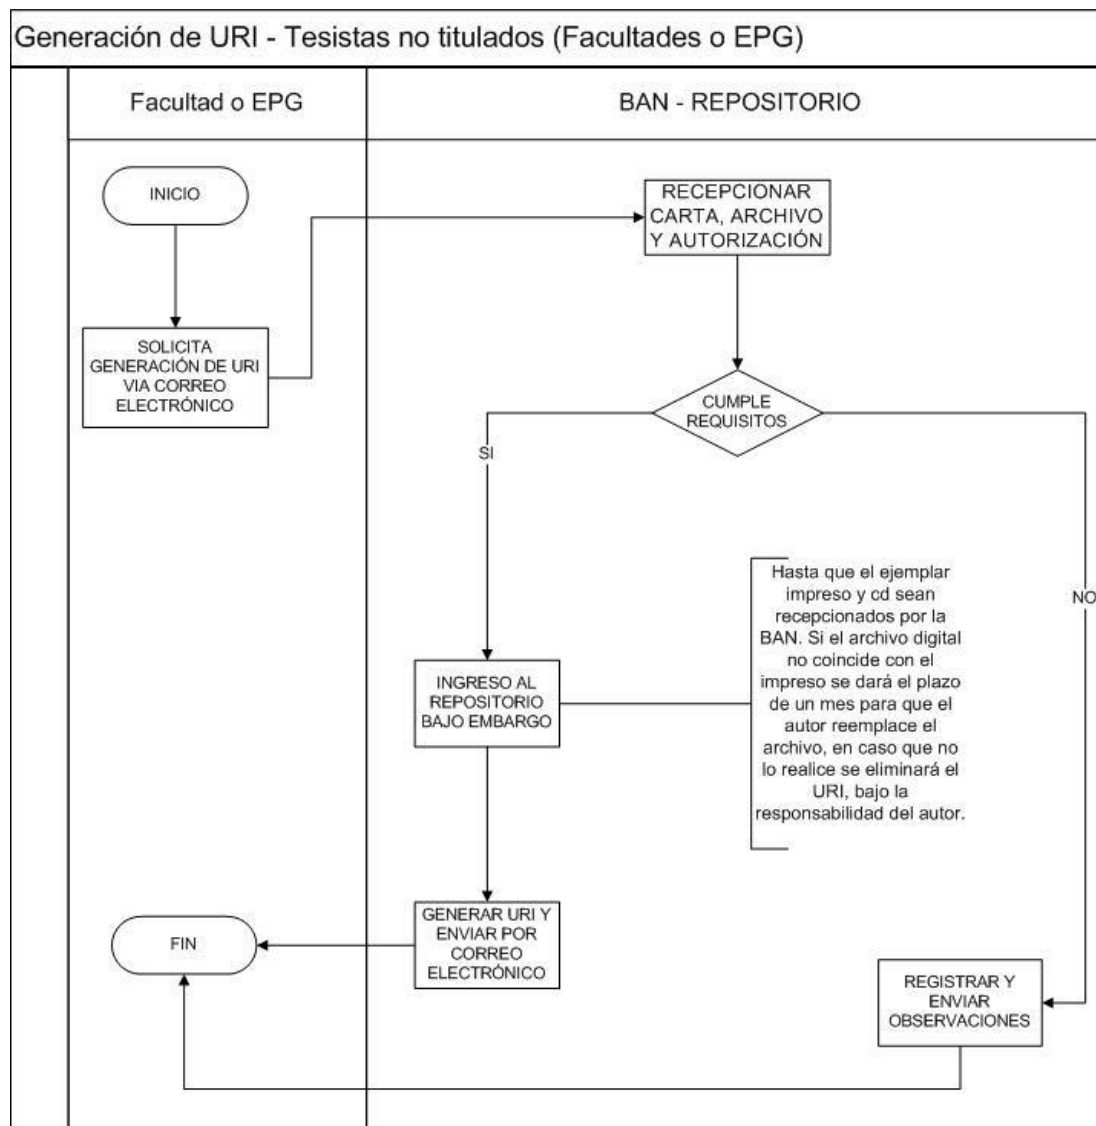 Generación de URI - Tesistas no titulados (Facultades o EPG)
Facultad o EPG
BAN - REPOSITORIO
INICIO
RECEPCIONAR
CARTA, ARCHIVO
Y AUTORIZACIÓN
SOLICITA
GENERACIÓN DE URI
VIA CORREO
ELECTRÓNICO
CUMPLE
REQUISITOS
SI
NO
Hasta que el ejemplar
impreso y cd sean
recepcionados por la
BAN. Si el archivo digital
no coincide con el
impreso se dará el plazo
de un mes para que el
autor reemplace el
archivo, en caso que no
lo realice se eliminará el
URI, bajo la
responsabilidad del autor.
INGRESO AL
REPOSITORIO
BAJO EMBARGO
GENERAR URI Y
ENVIAR POR
CORREO
ELECTRÓNICO
FIN
REGISTRAR Y
ENVIAR
OBSERVACIONES